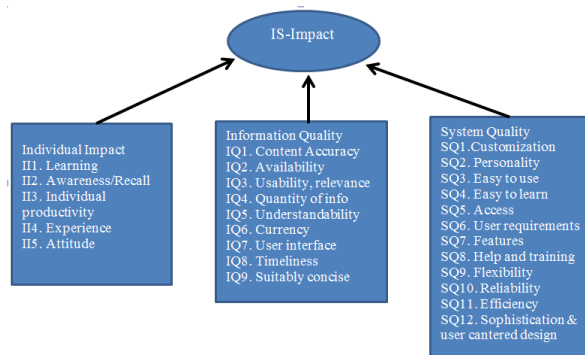 IS-Impact
Individual Impact
II1. Learning
II2. Awareness/Recall
II3. Individual
productivity
II4. Experience
II5. Attitude
Information Quality
IQ1. Content Accuracy
IQ2. Availability
IQ3. Usability, relevance
IQ4. Quantity of info
IQ5. Understandability
IQ6. Currency
IQ7. User interface
IQ8. Timeliness
IQ9. Suitably concise
System Quality
SQ1.Customization
SQ2. Personality
SQ3. Easy to use
SQ4. Easy to learn
SQ5. Access
SQ6. User requirements
SQ7. Features
SQ8. Help and training
SQ9. Flexibility
SQ10. Reliability
SQ11. Efficiency
SQ12. Sophistication &
user cantered design